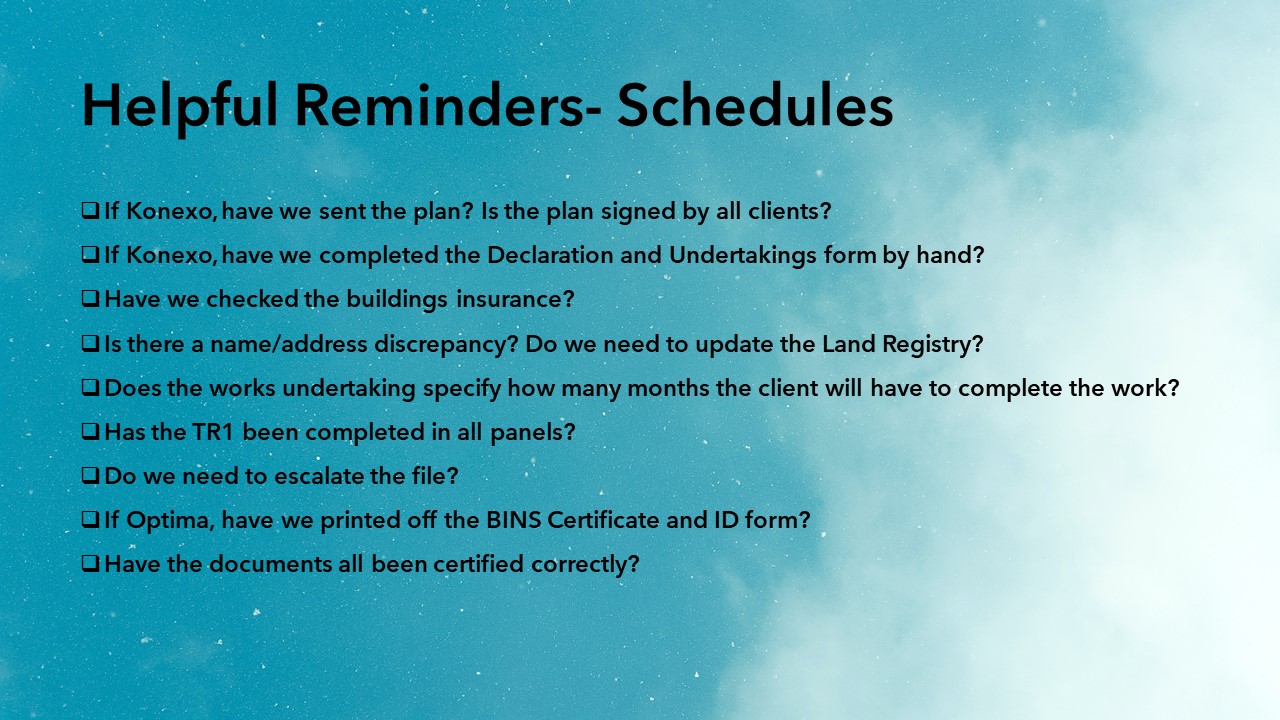 Helpful Reminders- Schedules
❑If Konexo, have we sent the plan? Is the plan signed by all clients?
❑If Konexo, have we completed the Declaration and Undertakings form by hand?
❑Have we checked the buildings insurance?
❑Is there a name/address discrepancy? Do we need to update the Land Registry?
❑Does the works undertaking specify how many months the client will have to complete the work?
❑Has the TR1 been completed in all panels?
❑Do we need to escalate the file?
❑If Optima, have we printed off the BINS Certificate and ID form?
❑Have the documents all been certified correctly?